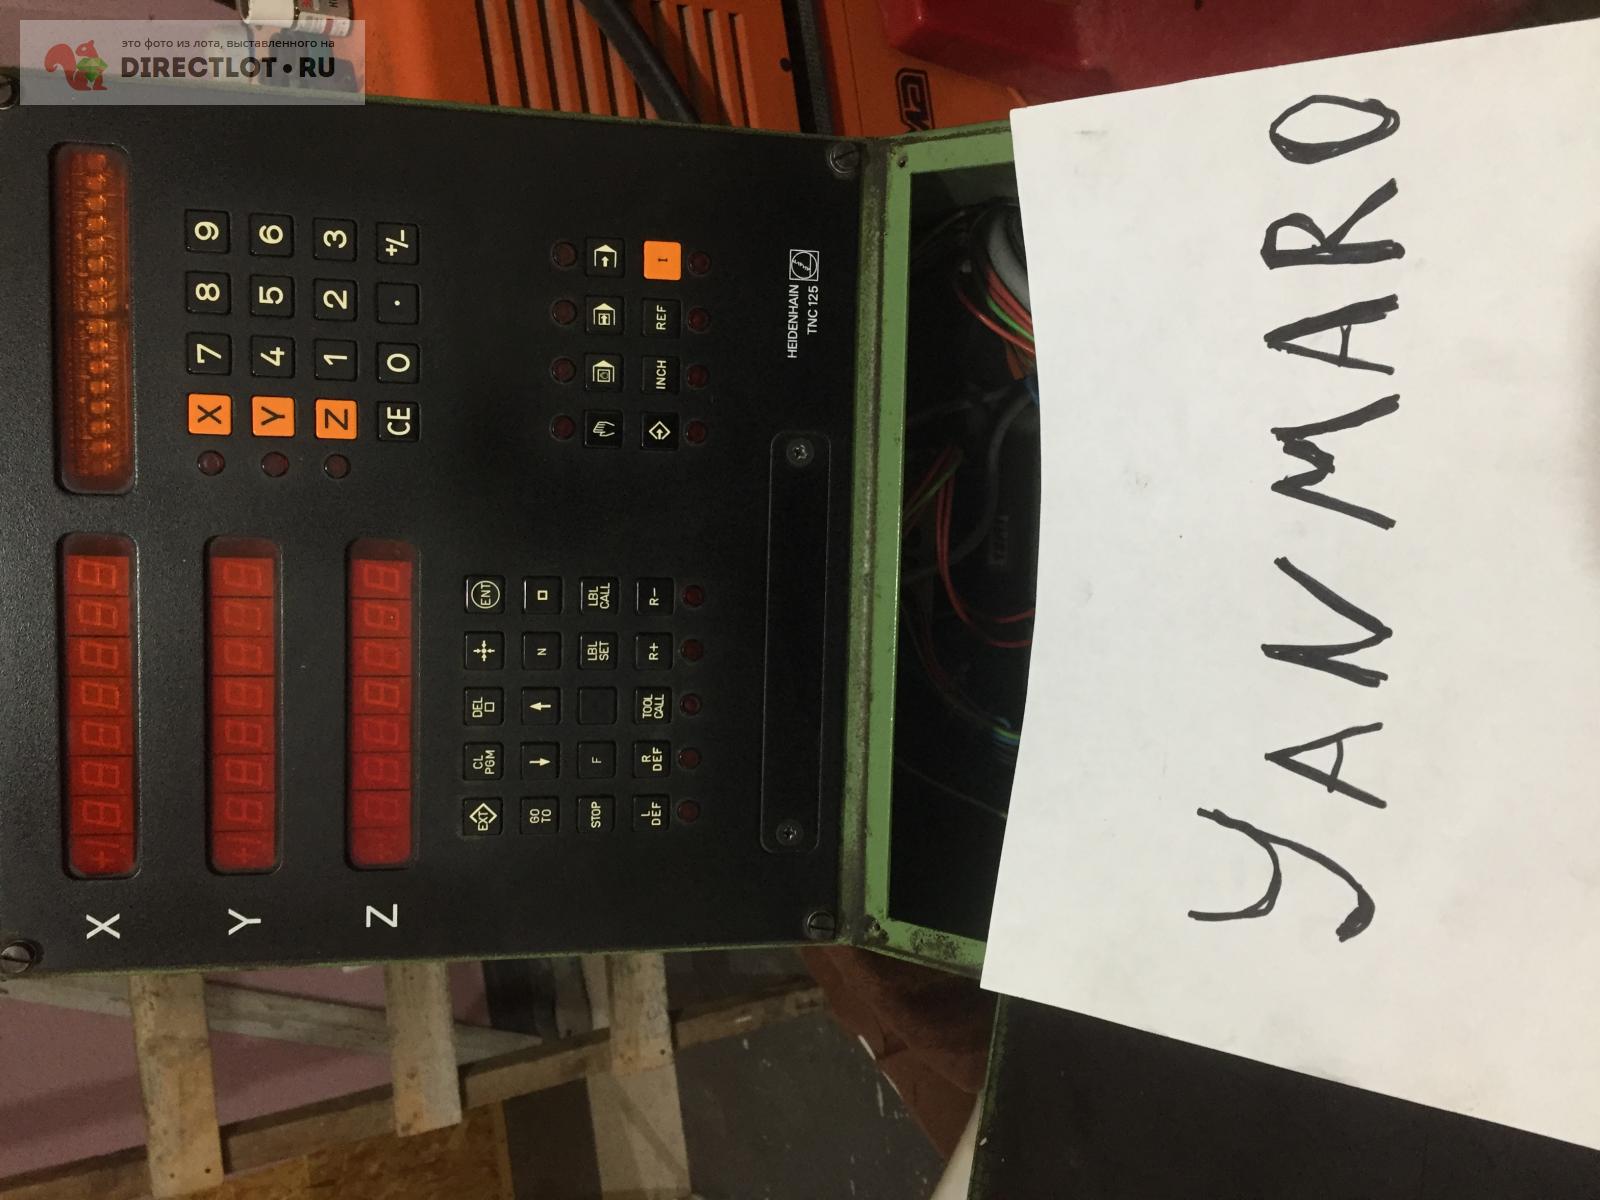 это фото из лота, выставленного на
DIRECTLOT•RU
X
Y
Z
X 7 8 9
Y 4 5 6
Z 1 2 3
CE 0 . +/-
EXT CL PGM DEL □ ENT
GO TO ↓ ↑ N □
STOP F LBL SET LBL CALL
L DEF R DEF TOOL CALL R+ R-
INCH REF I
HEIDENHAIN
TNC 125
YANMARO